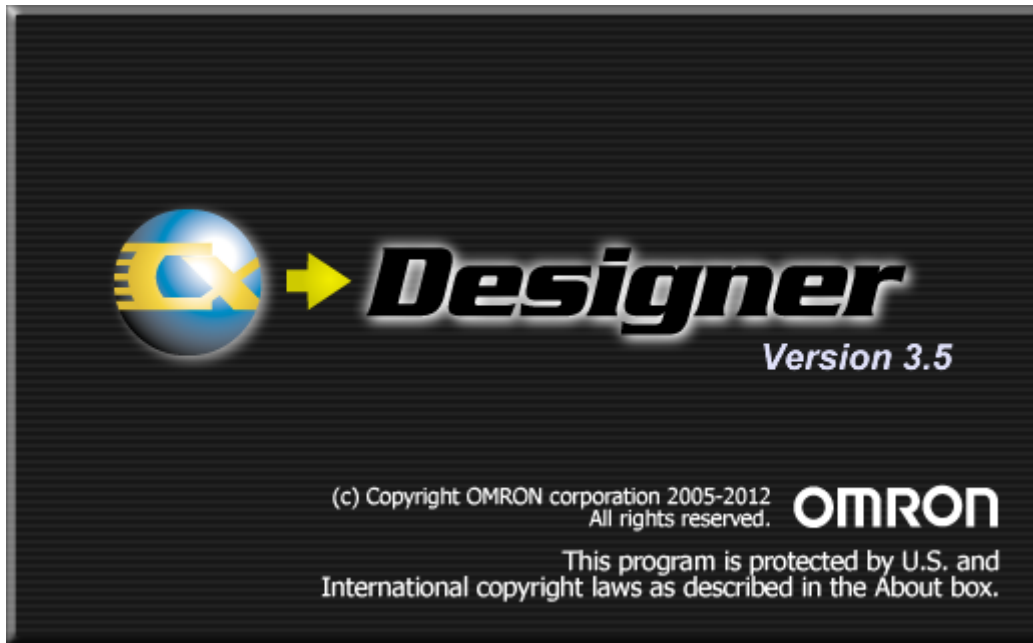 CX Designer
Version 3.5
(c) Copyright OMRON corporation 2005-2012
All rights reserved.
OMRON
This program is protected by U.S. and
International copyright laws as described in the About box.